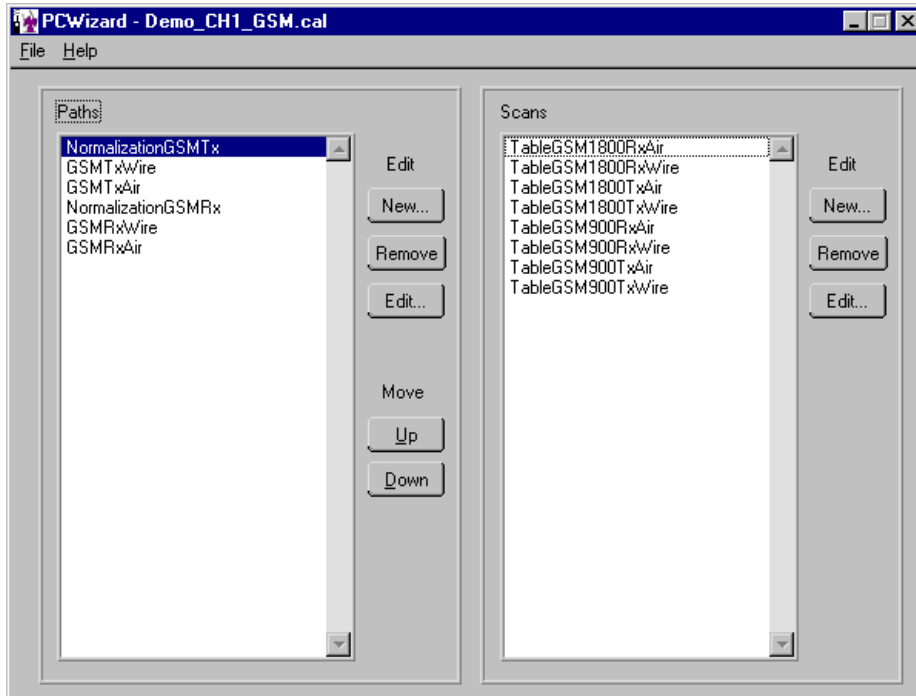 PCWizard - Demo_CH1_GSM.cal
File Help
Paths
NormalizationGSMTx
GSMTxWire
GSMTxAir
NormalizationGSMRx
GSMRxWire
GSMRxAir
Edit
New...
Remove
Edit...
Move
Up
Down
Scans
TableGSM1800RxAir
TableGSM1800RxWire
TableGSM1800TxAir
TableGSM1800TxWire
TableGSM900RxAir
TableGSM900RxWire
TableGSM900TxAir
TableGSM900TxWire
Edit
New...
Remove
Edit...